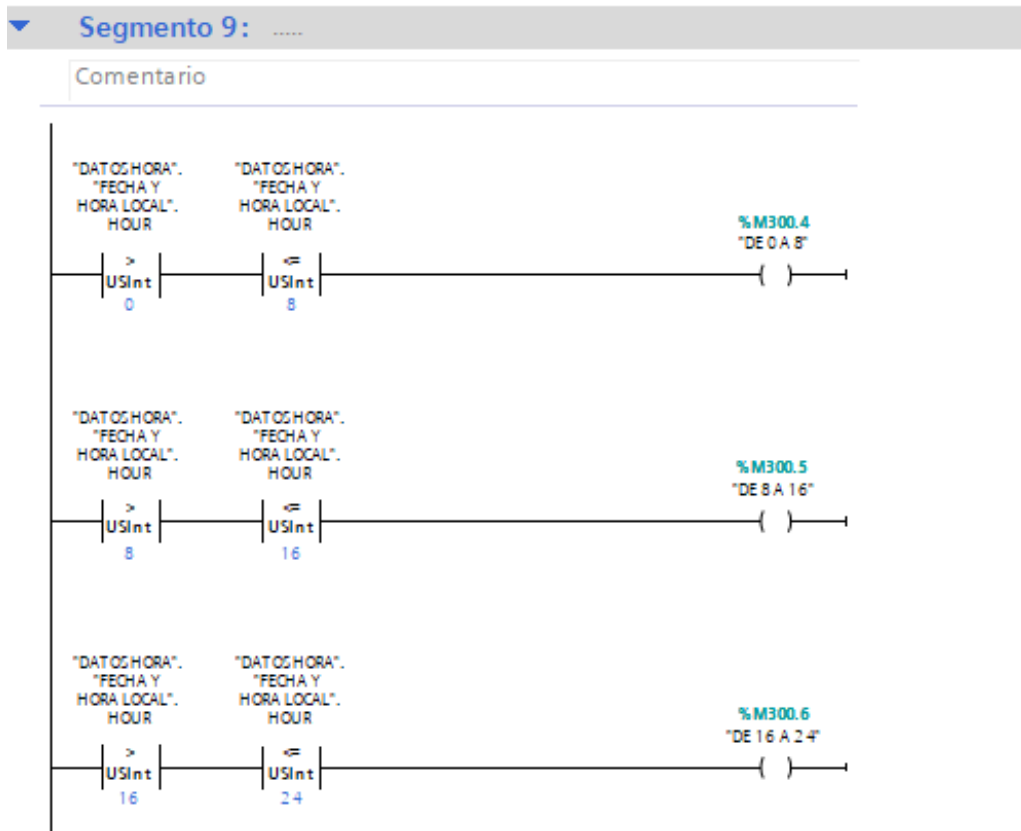 Segmento 9: .....
Comentario
"DATOSHORA". "DATOSHORA".
"FECHA Y "FECHA Y
HORA LOCAL". HORA LOCAL".
HOUR HOUR
%M300.4
"DE 0 A 8"
> <=
USInt USInt
0 8
"DATOSHORA". "DATOSHORA".
"FECHA Y "FECHA Y
HORA LOCAL". HORA LOCAL".
HOUR HOUR
%M300.5
"DE 8 A 16"
> <=
USInt USInt
8 16
"DATOSHORA". "DATOSHORA".
"FECHA Y "FECHA Y
HORA LOCAL". HORA LOCAL".
HOUR HOUR
%M300.6
"DE 16 A 24"
> <=
USInt USInt
16 24